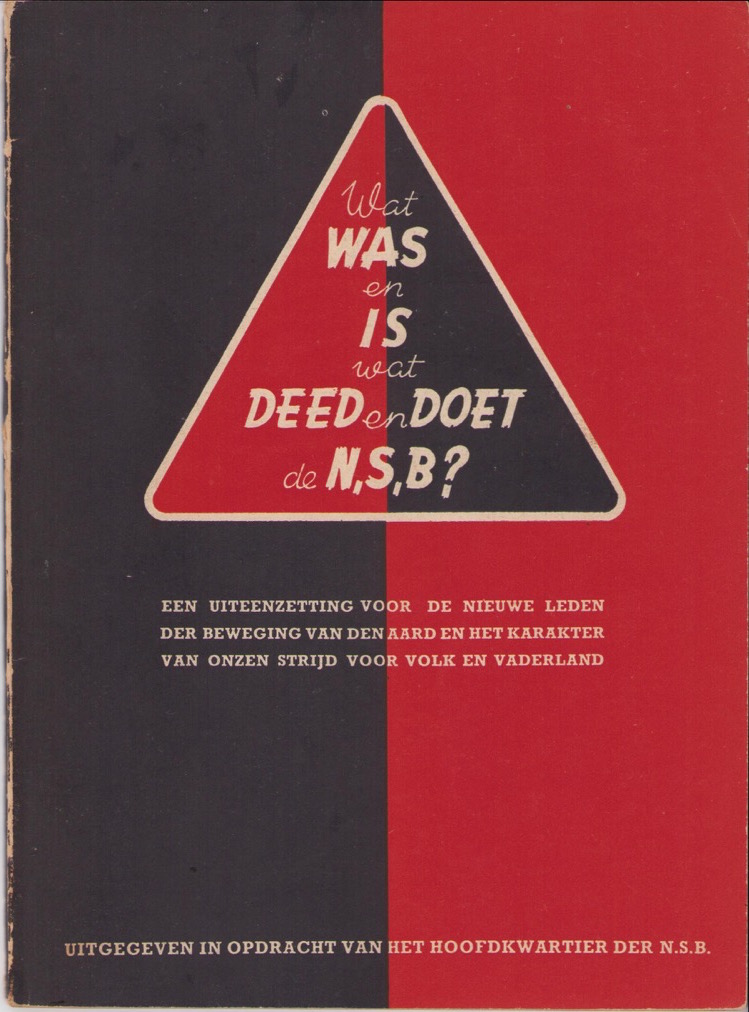 Wat
WAS
en
IS
wat
DEED en DOET
de N.S.B?
EEN UITEENZETTING VOOR DE NIEUWE LEDEN
DER BEWEGING VAN DEN AARD EN HET KARAKTER
VAN ONZEN STRIJD VOOR VOLK EN VADERLAND
UITGEGEVEN IN OPDRACHT VAN HET HOOFDKWARTIER DER N.S.B.